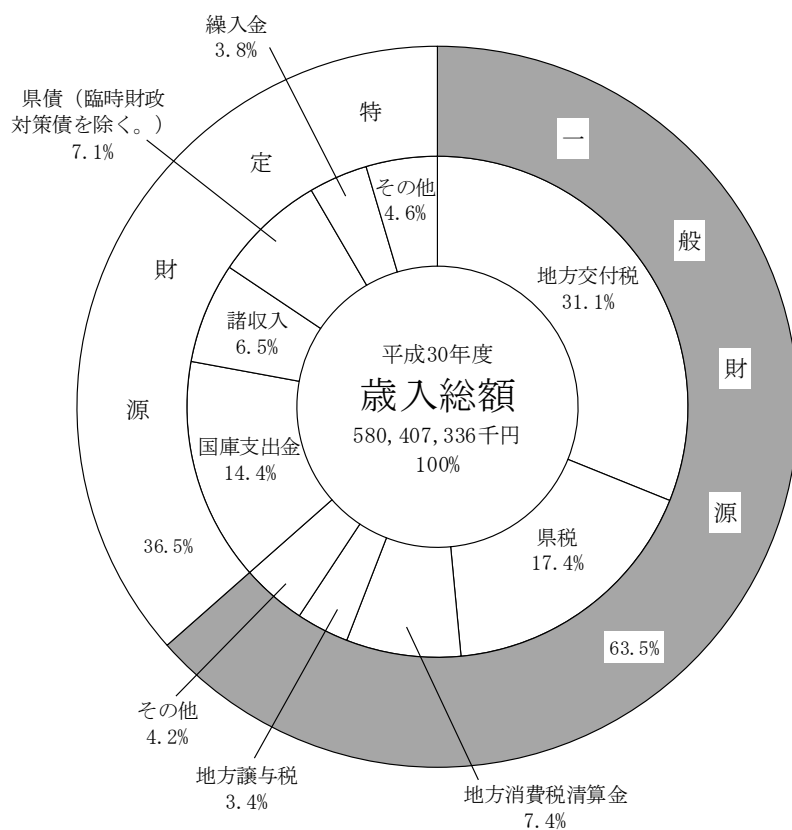 繰入金
3.8%
県債（臨時財政
対策債を除く。）
7.1%
特
定
財
源
36.5%
一
般
財
源
63.5%
その他
4.6%
地方交付税
31.1%
諸収入
6.5%
平成30年度
歳入総額
580,407,336千円
100%
国庫支出金
14.4%
県税
17.4%
その他
4.2%
地方譲与税
3.4%
地方消費税清算金
7.4%